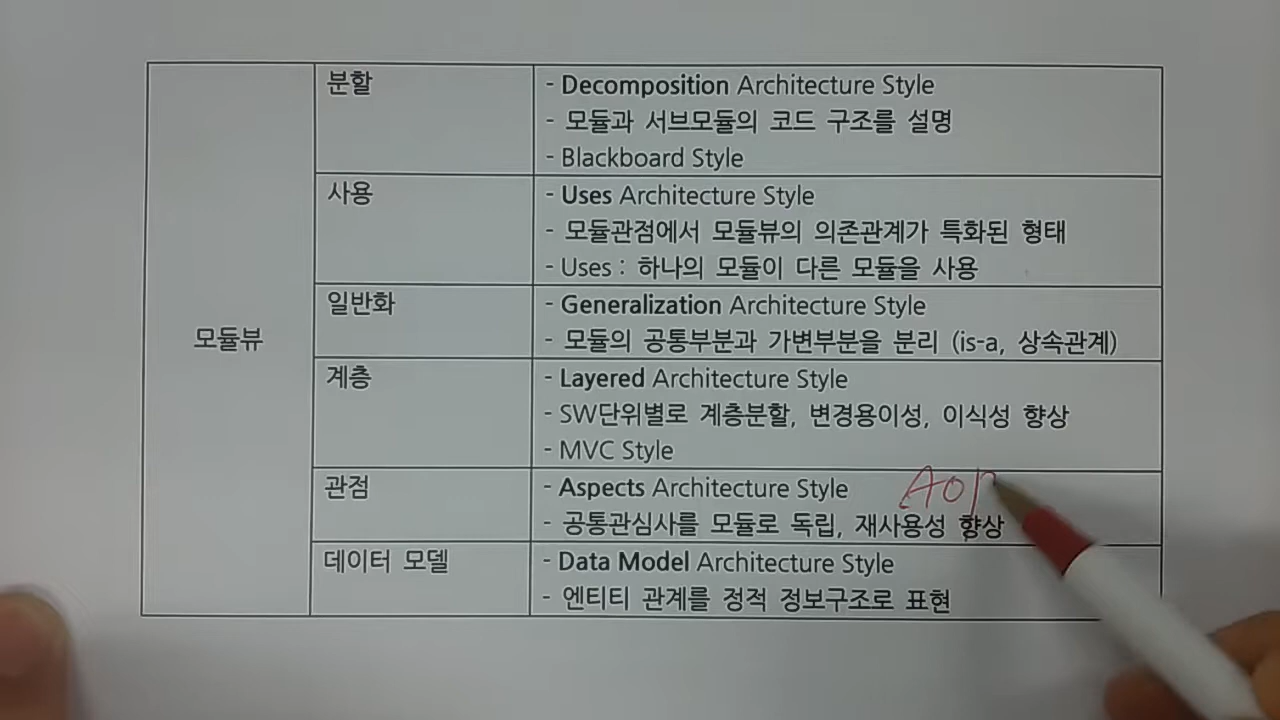 모듈뷰
분할
- Decomposition Architecture Style
- 모듈과 서브모듈의 코드 구조를 설명
- Blackboard Style
사용
- Uses Architecture Style
- 모듈관점에서 모듈뷰의 의존관계가 특화된 형태
- Uses : 하나의 모듈이 다른 모듈을 사용
일반화
- Generalization Architecture Style
- 모듈의 공통부분과 가변부분을 분리 (is-a, 상속관계)
계층
- Layered Architecture Style
- SW단위별로 계층분할, 변경용이성, 이식성 향상
- MVC Style
관점
- Aspects Architecture Style AOP
- 공통관심사를 모듈로 독립, 재사용성 향상
데이터 모델
- Data Model Architecture Style
- 엔티티 관계를 정적 정보구조로 표현